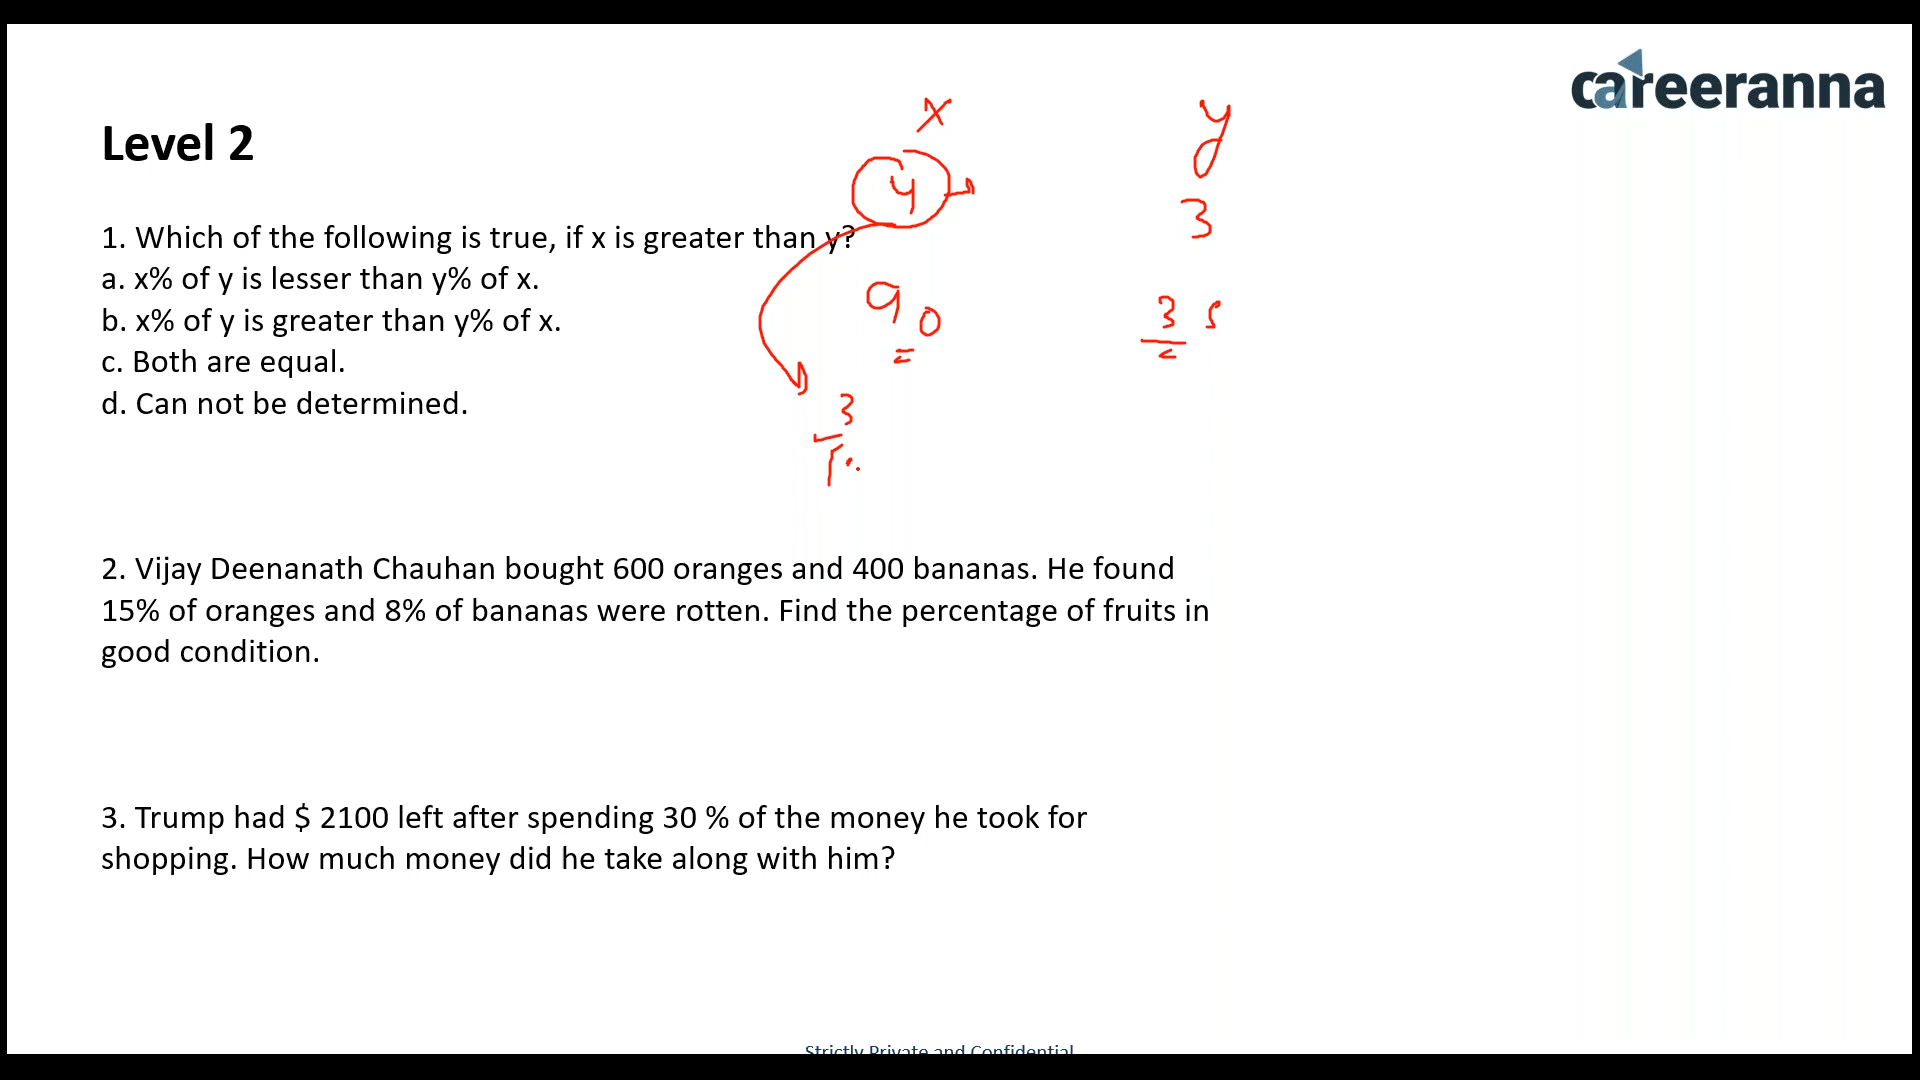 careeranna
Level 2
x
y
4
3
1. Which of the following is true, if x is greater than y?
a. x% of y is lesser than y% of x.
b. x% of y is greater than y% of x.
c. Both are equal.
d. Can not be determined.
90
35
3
2. Vijay Deenanath Chauhan bought 600 oranges and 400 bananas. He found
15% of oranges and 8% of bananas were rotten. Find the percentage of fruits in
good condition.
3. Trump had $ 2100 left after spending 30 % of the money he took for
shopping. How much money did he take along with him?
Strictly Private and Confidential